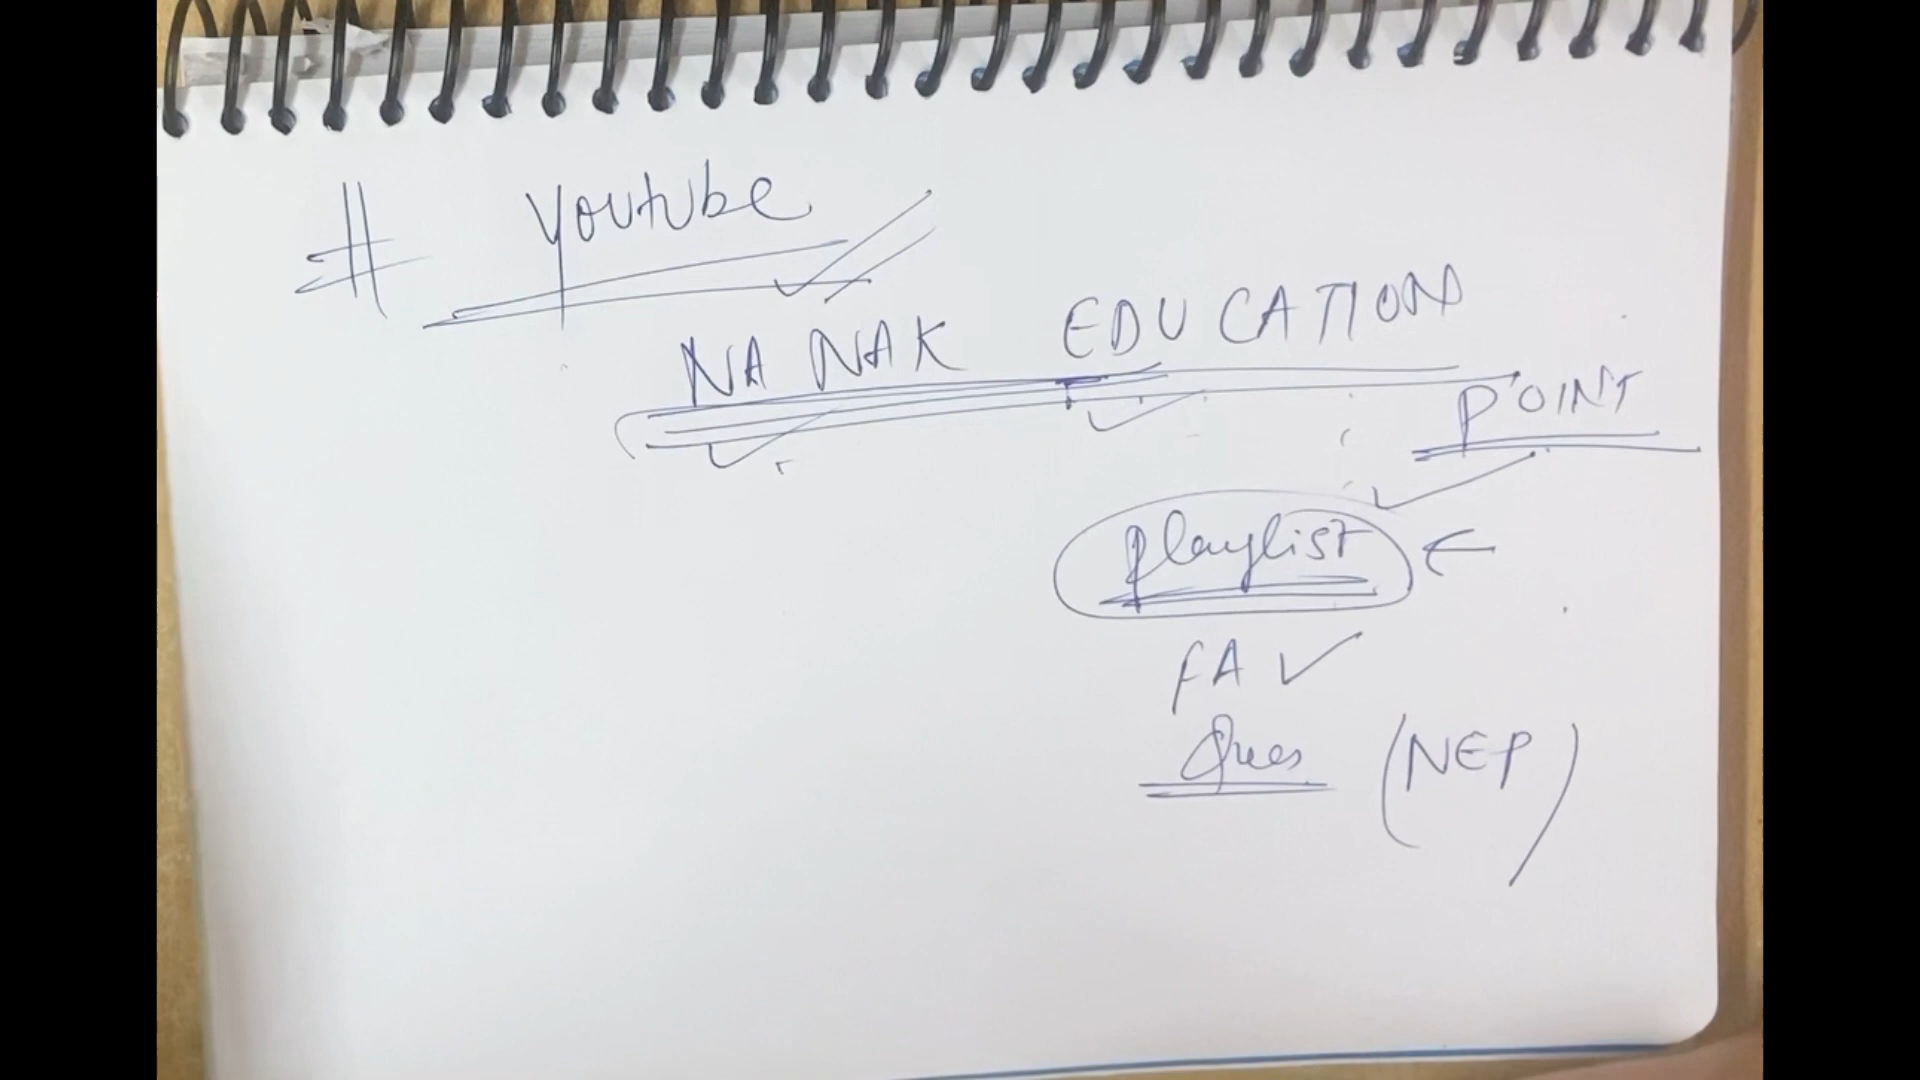 # Youtube
NANAK EDUCATION
POINT
Playlist
FA
Ques (NEP)